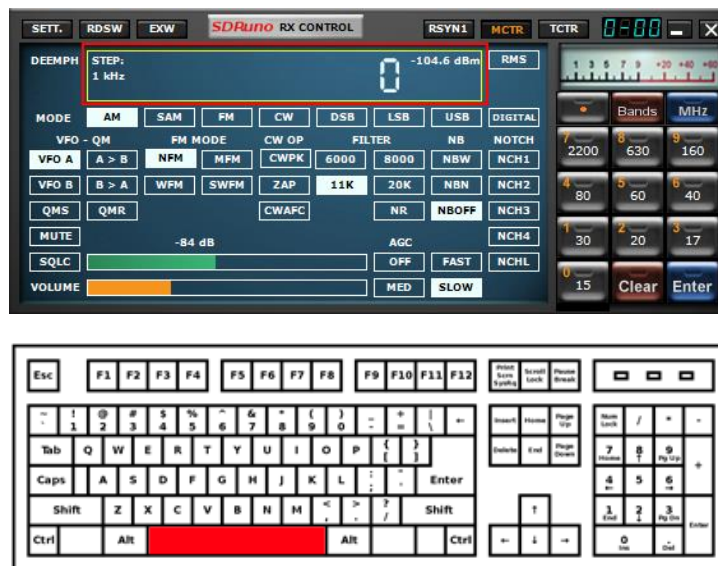 SETT. RDSW EXW SDRuno RX CONTROL RSYN1 MCTR TCTR 0-00
DEEMPH STEP: 0 -104.6 dBm RMS
1 kHz
1 3 5 7 9 +20 +40 +60
MODE AM SAM FM CW DSB LSB USB DIGITAL
VFO - QM FM MODE CW OP FILTER NB NOTCH
VFO A A > B NFM MFM CWPK 6000 8000 NBW NCH1
VFO B B > A WFM SWFM ZAP 11K 20K NBN NCH2
QMS QMR CWAFC NR NBOFF NCH3
MUTE -84 dB AGC NCH4
SQLC OFF FAST NCHL
VOLUME MED SLOW
Bands MHz
7 2200 8 630 9 160
4 80 5 60 6 40
1 30 2 20 3 17
0 15 Clear Enter
Esc F1 F2 F3 F4 F5 F6 F7 F8 F9 F10 F11 F12 Print Scrn SysRq Scroll Lock Pause Break
~ ` ! 1 @ 2 # 3 $ 4 % 5 ^ 6 & 7 * 8 ( 9 ) 0 _ - + = | \ ← Insert Home Page Up Num Lock / * -
Tab Q W E R T Y U I O P { [ } ] Delete End Page Down 7 Home 8 ↑ 9 Pg Up +
Caps A S D F G H J K L : ; Enter 4 ← 5 6 →
Shift Z X C V B N M < , > . ? / Shift ↑ 1 End 2 ↓ 3 Pg Dn Enter
Ctrl Alt Alt Ctrl ← ↓ → 0 Ins . Del